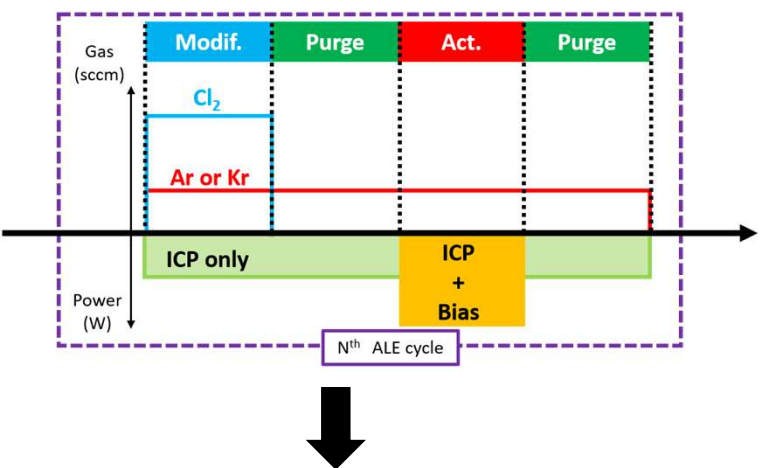 Modif. Purge Act. Purge
Gas
(sccm)
Cl₂
Ar or Kr
ICP only
ICP
+
Bias
Power
(W)
Nᵗʰ ALE cycle